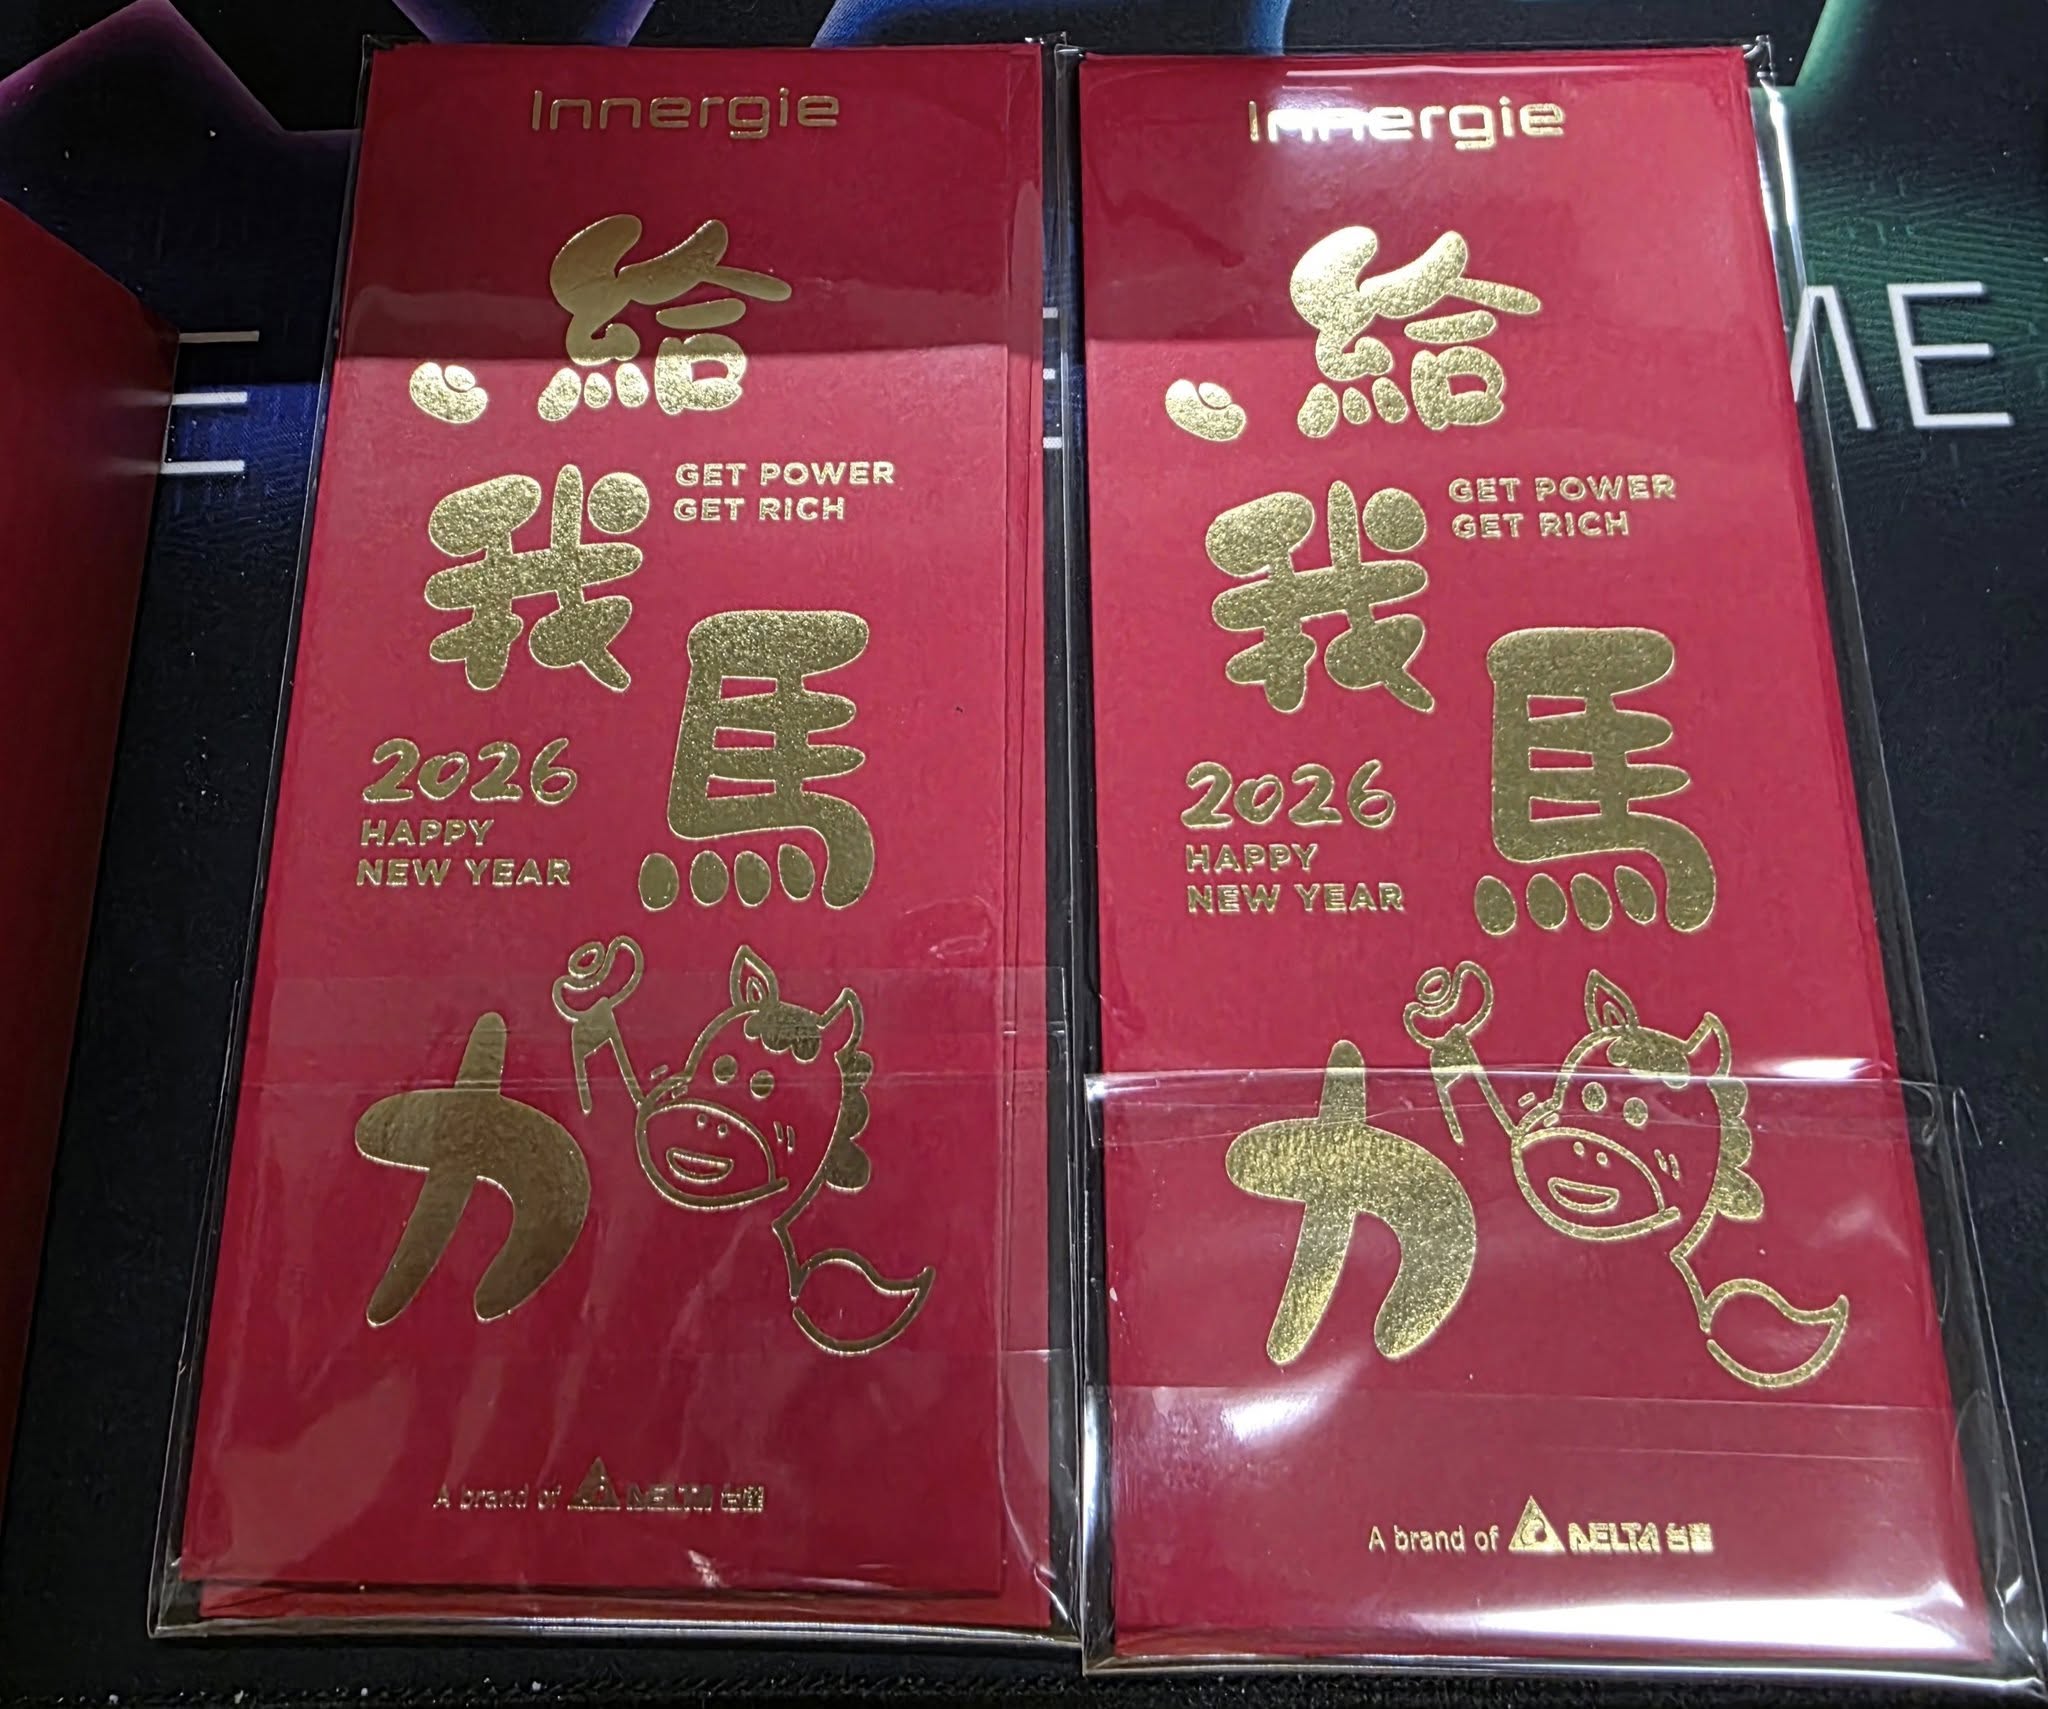 Innergie
給
我
GET POWER
GET RICH
馬
2026
HAPPY
NEW YEAR
力
A brand of DELTA 台達
Innergie
給
我
GET POWER
GET RICH
馬
2026
HAPPY
NEW YEAR
力
A brand of DELTA 台達